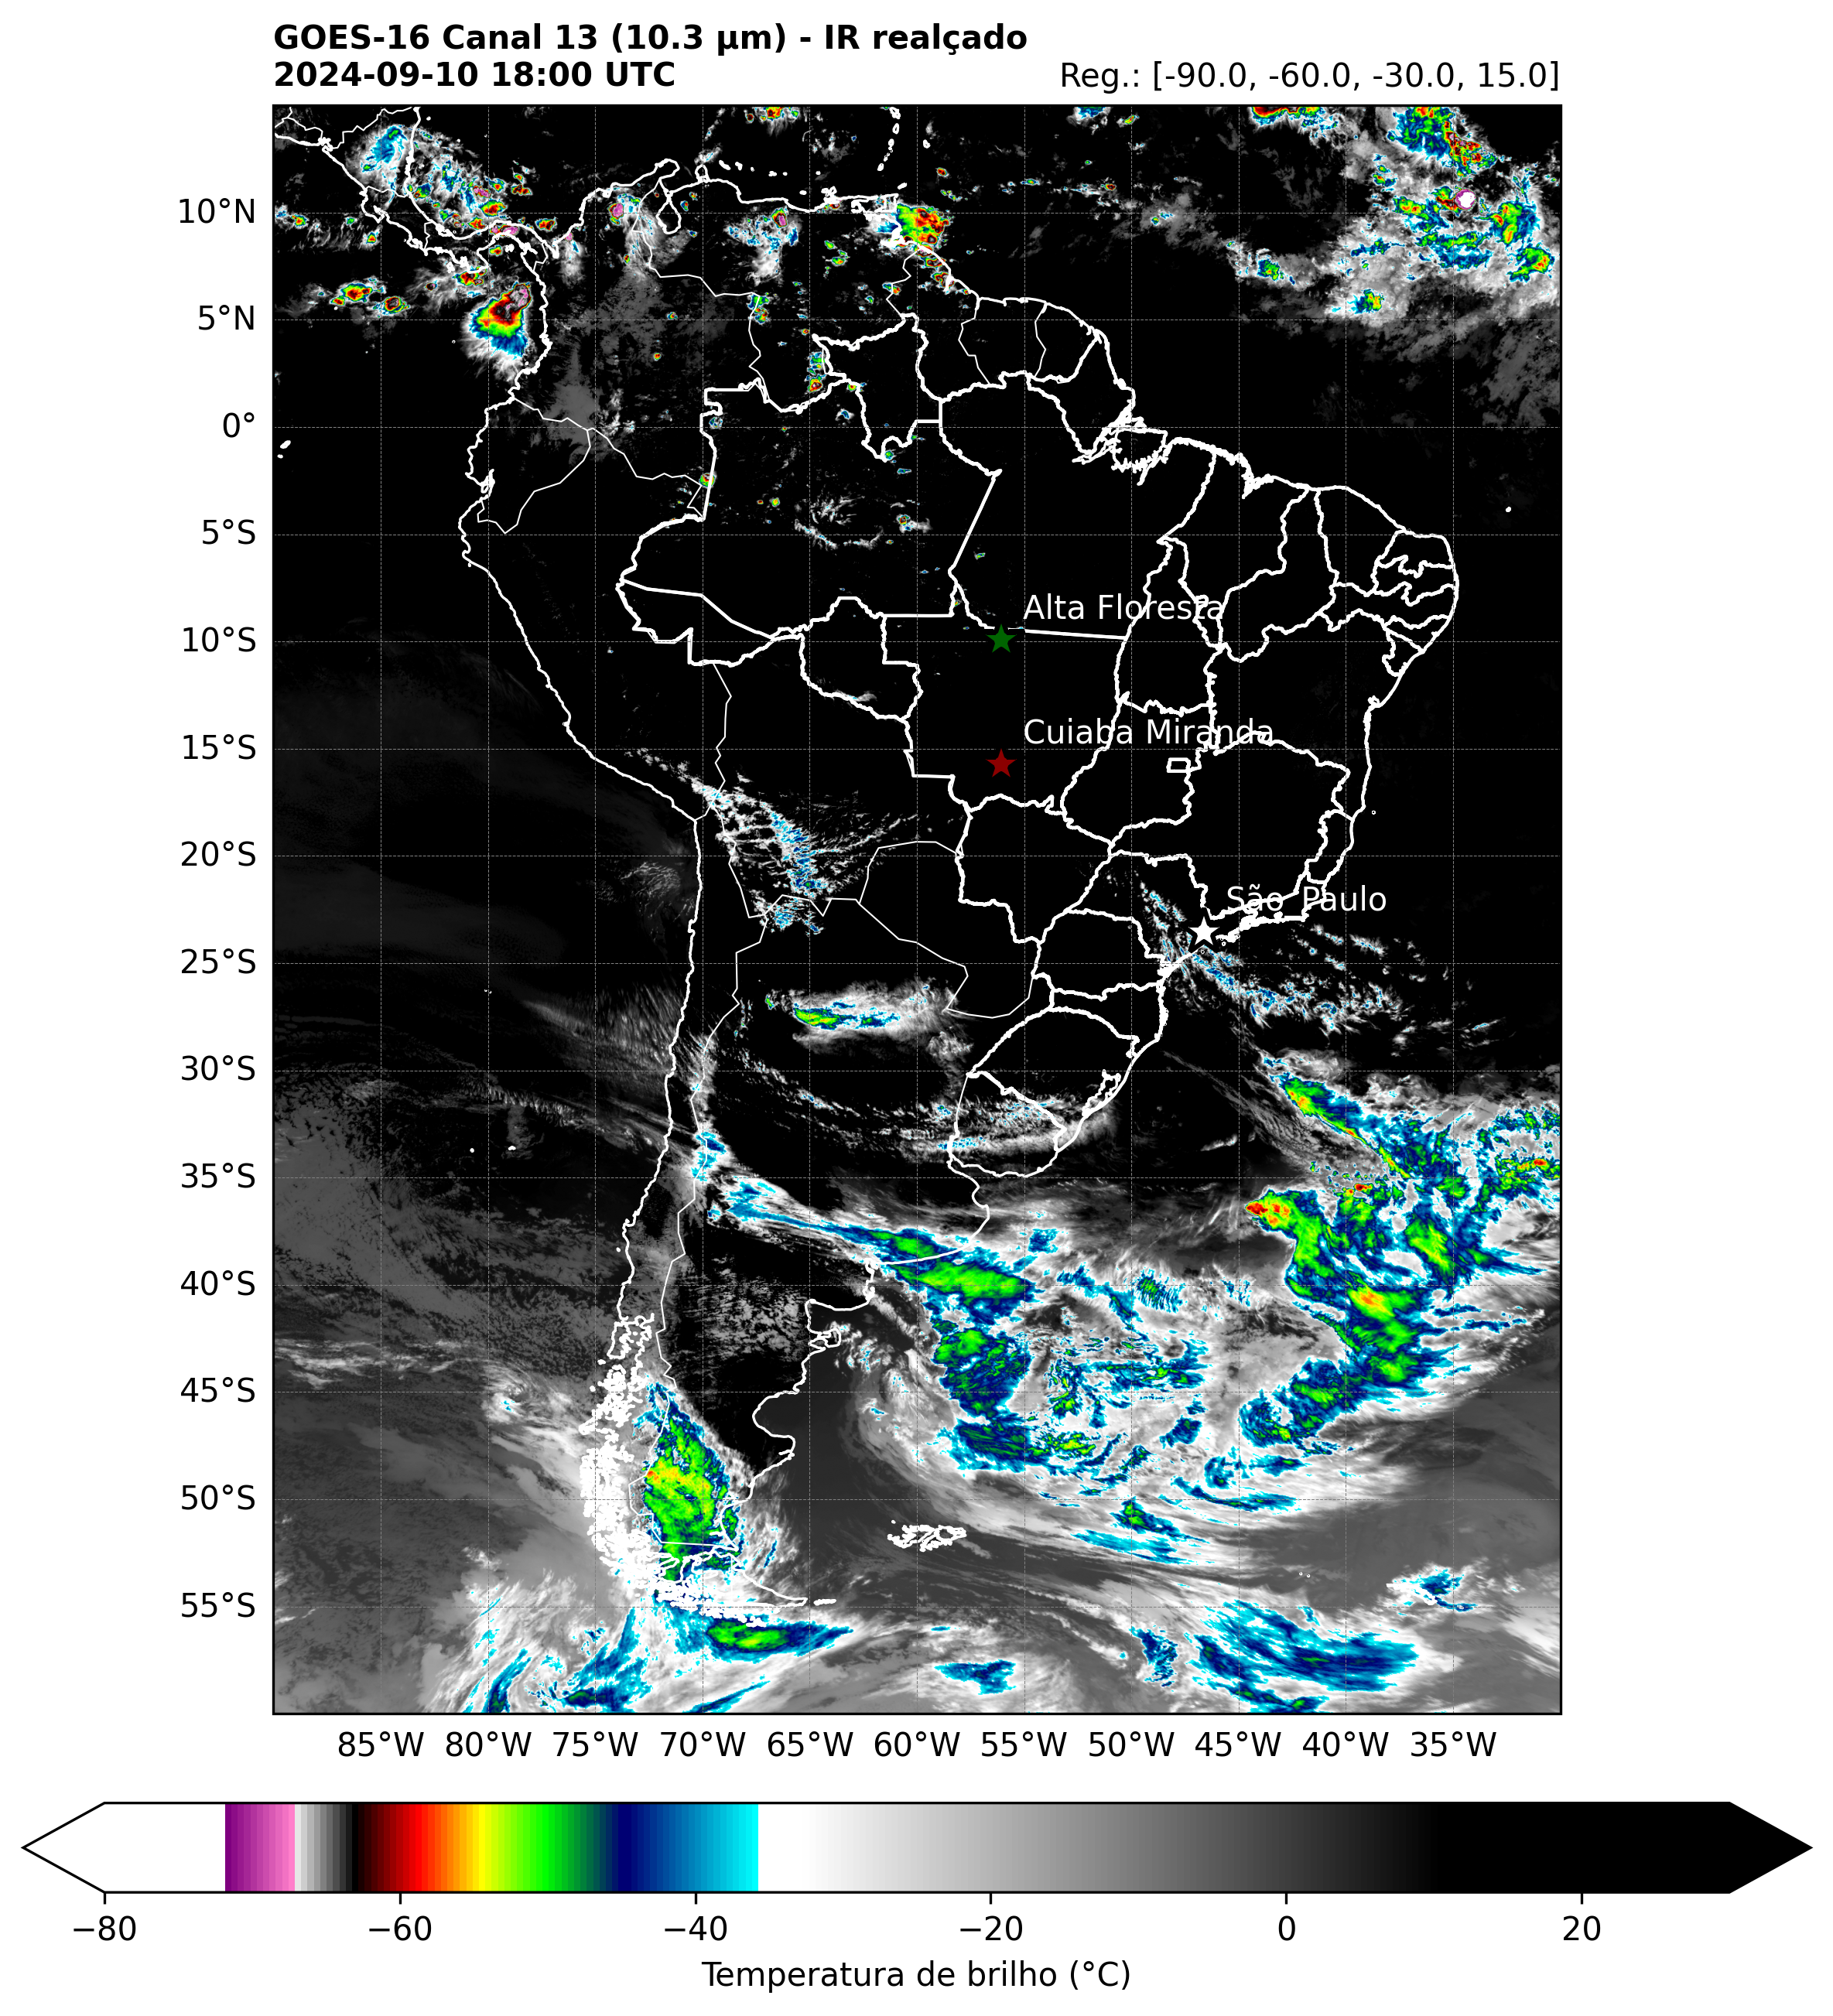 GOES-16 Canal 13 (10.3 µm) - IR realçado
2024-09-10 18:00 UTC
Reg.: [-90.0, -60.0, -30.0, 15.0]
10°N
5°N
0°
5°S
Alta Floresta
10°S
Cuiaba Miranda
15°S
20°S
São Paulo
25°S
30°S
35°S
40°S
45°S
50°S
55°S
85°W 80°W 75°W 70°W 65°W 60°W 55°W 50°W 45°W 40°W 35°W
−80 −60 −40 −20 0 20
Temperatura de brilho (°C)